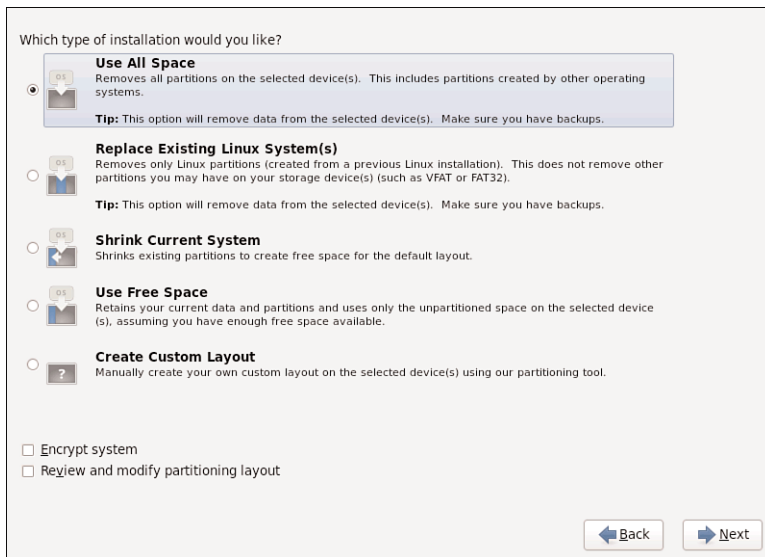 Which type of installation would you like?
Use All Space
Removes all partitions on the selected device(s). This includes partitions created by other operating
systems.
Tip: This option will remove data from the selected device(s). Make sure you have backups.
Replace Existing Linux System(s)
Removes only Linux partitions (created from a previous Linux installation). This does not remove other
partitions you may have on your storage device(s) (such as VFAT or FAT32).
Tip: This option will remove data from the selected device(s). Make sure you have backups.
Shrink Current System
Shrinks existing partitions to create free space for the default layout.
Use Free Space
Retains your current data and partitions and uses only the unpartitioned space on the selected device
(s), assuming you have enough free space available.
Create Custom Layout
Manually create your own custom layout on the selected device(s) using our partitioning tool.
OS
OS
OS
OS
?
Encrypt system
Review and modify partitioning layout
Back
Next